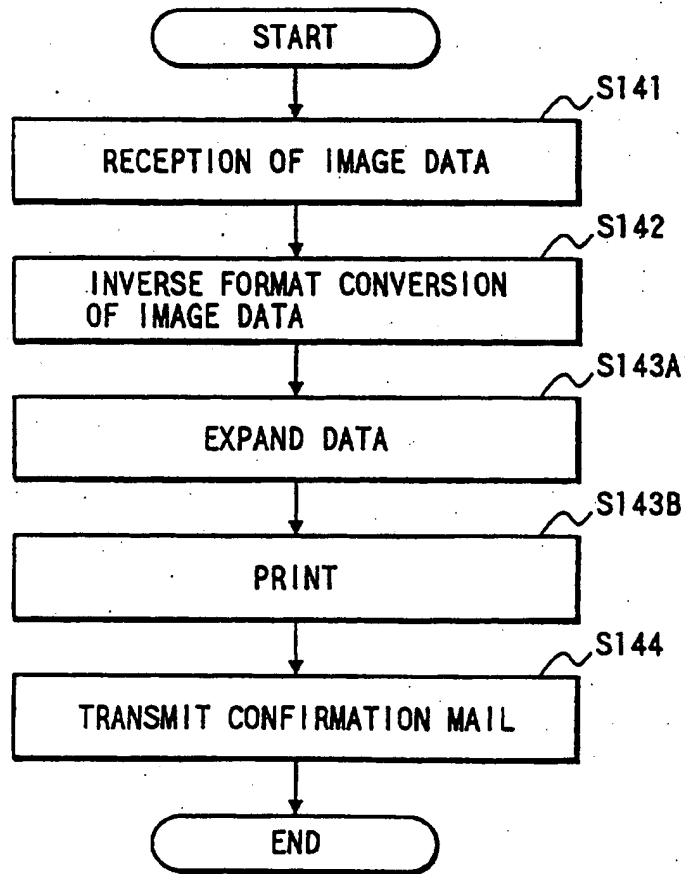 START
S141
RECEPTION OF IMAGE DATA
S142
INVERSE FORMAT CONVERSION
OF IMAGE DATA
S143A
EXPAND DATA
S143B
PRINT
S144
TRANSMIT CONFIRMATION MAIL
END